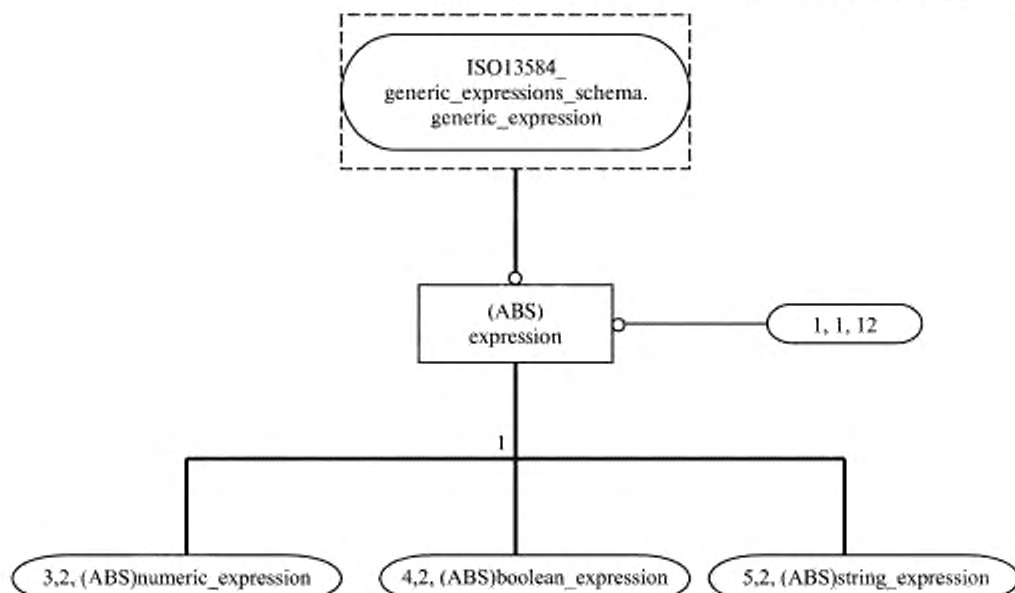 ISO13584_
generic_expressions_schema.
generic_expression
(ABS)
expression
1, 1, 12
1
3,2, (ABS)numeric_expression
4,2, (ABS)boolean_expression
5,2, (ABS)string_expression